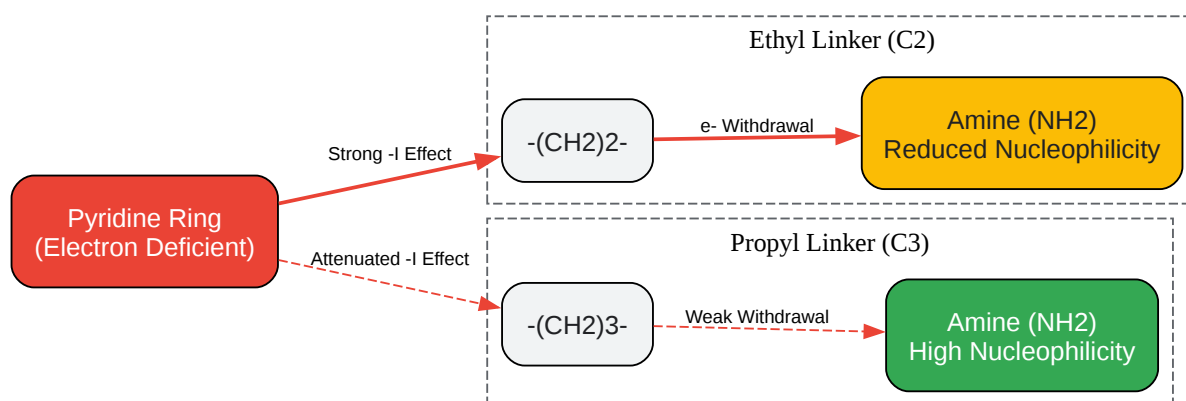 Ethyl Linker (C2)
Strong -I Effect
-(CH2)2-
e- Withdrawal
Amine (NH2)
Reduced Nucleophilicity
Pyridine Ring
(Electron Deficient)
Propyl Linker (C3)
Attenuated -I Effect
-(CH2)3-
Weak Withdrawal
Amine (NH2)
High Nucleophilicity